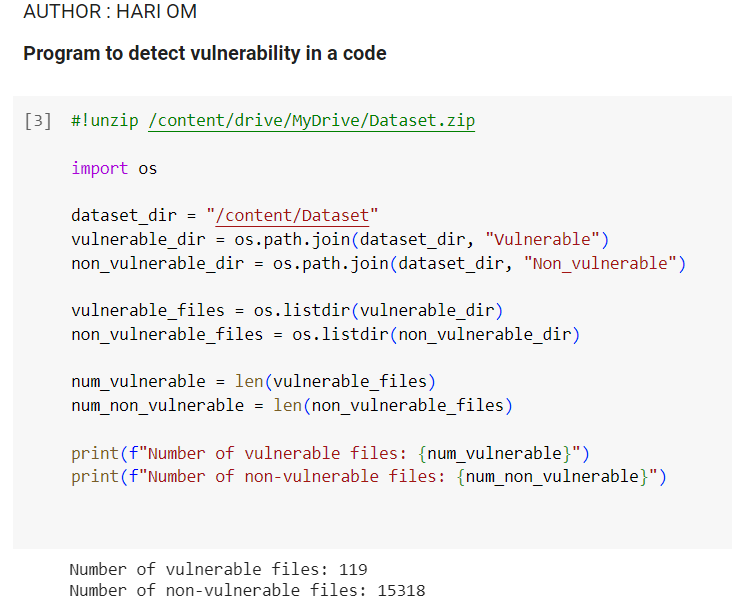 AUTHOR : HARI OM
Program to detect vulnerability in a code
[3] #!unzip /content/drive/MyDrive/Dataset.zip
import os
dataset_dir = "/content/Dataset"
vulnerable_dir = os.path.join(dataset_dir, "Vulnerable")
non_vulnerable_dir = os.path.join(dataset_dir, "Non_vulnerable")
vulnerable_files = os.listdir(vulnerable_dir)
non_vulnerable_files = os.listdir(non_vulnerable_dir)
num_vulnerable = len(vulnerable_files)
num_non_vulnerable = len(non_vulnerable_files)
print(f"Number of vulnerable files: {num_vulnerable}")
print(f"Number of non-vulnerable files: {num_non_vulnerable}")
Number of vulnerable files: 119
Number of non-vulnerable files: 15318